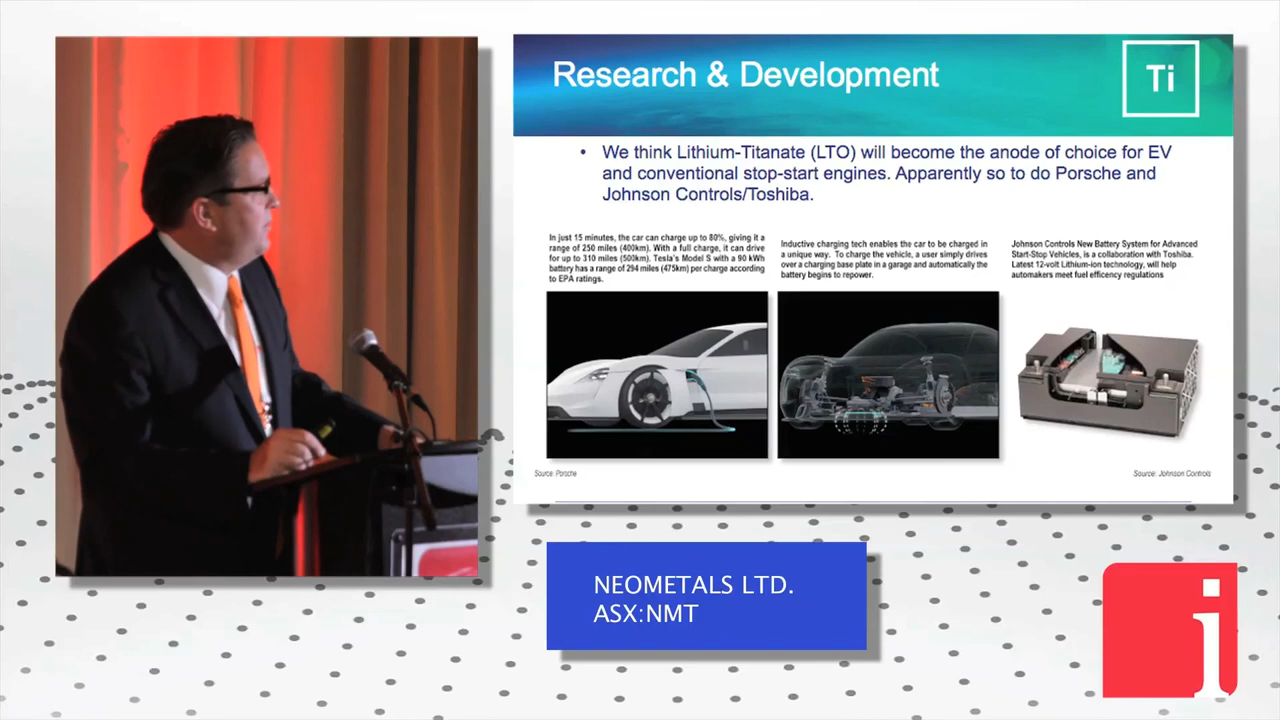 Research & Development
Ti
• We think Lithium-Titanate (LTO) will become the anode of choice for EV
and conventional stop-start engines. Apparently so to do Porsche and
Johnson Controls/Toshiba.
In just 15 minutes, the car can charge up to 80%, giving it a
range of 250 miles (400km). With a full charge, it can drive
for up to 310 miles (500km). Tesla's Model S with a 90 kWh
battery has a range of 294 miles (475km) per charge according
to EPA ratings.
Inductive charging tech enables the car to be charged in
a unique way. To charge the vehicle, a user simply drives
over a charging base plate in a garage and automatically the
battery begins to repower.
Johnson Controls New Battery System for Advanced
Start-Stop Vehicles, is a collaboration with Toshiba.
Latest 12-volt Lithium-ion technology, will help
automakers meet fuel efficency regulations
Source: Porsche
Source: Johnson Controls
NEOMETALS LTD.
ASX:NMT
i